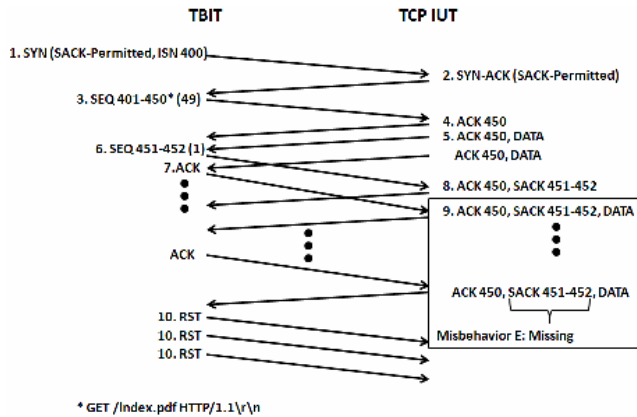 TBIT
TCP IUT
1. SYN (SACK-Permitted, ISN 400)
2. SYN-ACK (SACK-Permitted)
3. SEQ 401-450* (49)
4. ACK 450
5. ACK 450, DATA
6. SEQ 451-452 (1)
ACK 450, DATA
7.ACK
8. ACK 450, SACK 451-452
9. ACK 450, SACK 451-452, DATA
ACK
ACK 450, SACK 451-452, DATA
10. RST
Misbehavior E: Missing
10. RST
10. RST
* GET /index.pdf HTTP/1.1\r\n